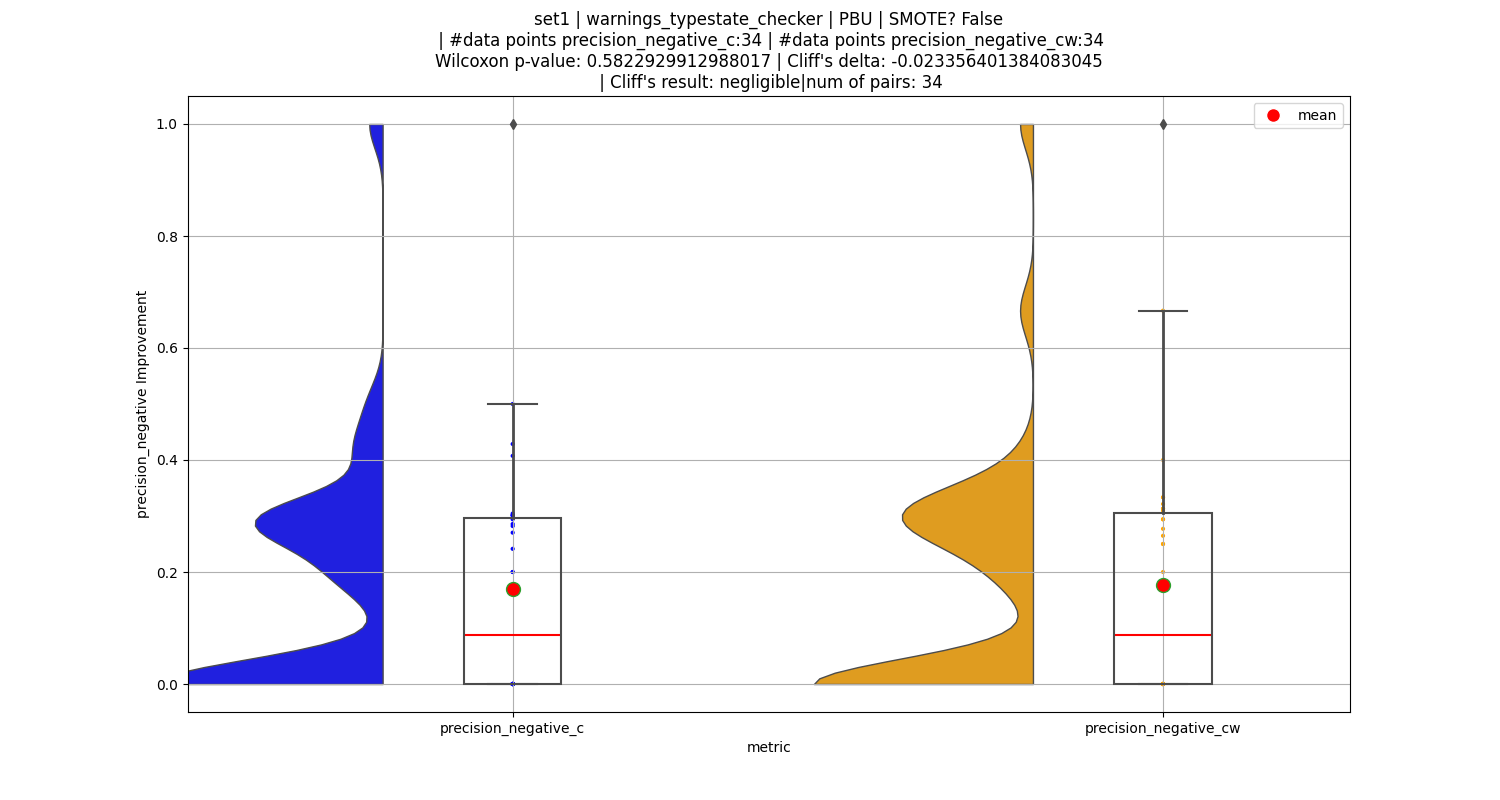 set1 | warnings_typestate_checker | PBU | SMOTE? False
| #data points precision_negative_c:34 | #data points precision_negative_cw:34
Wilcoxon p-value: 0.5822929912988017 | Cliff's delta: -0.023356401384083045
| Cliff's result: negligible|num of pairs: 34
mean
1.0
0.8
0.6
0.4
0.2
0.0
precision_negative Improvement
precision_negative_c
precision_negative_cw
metric